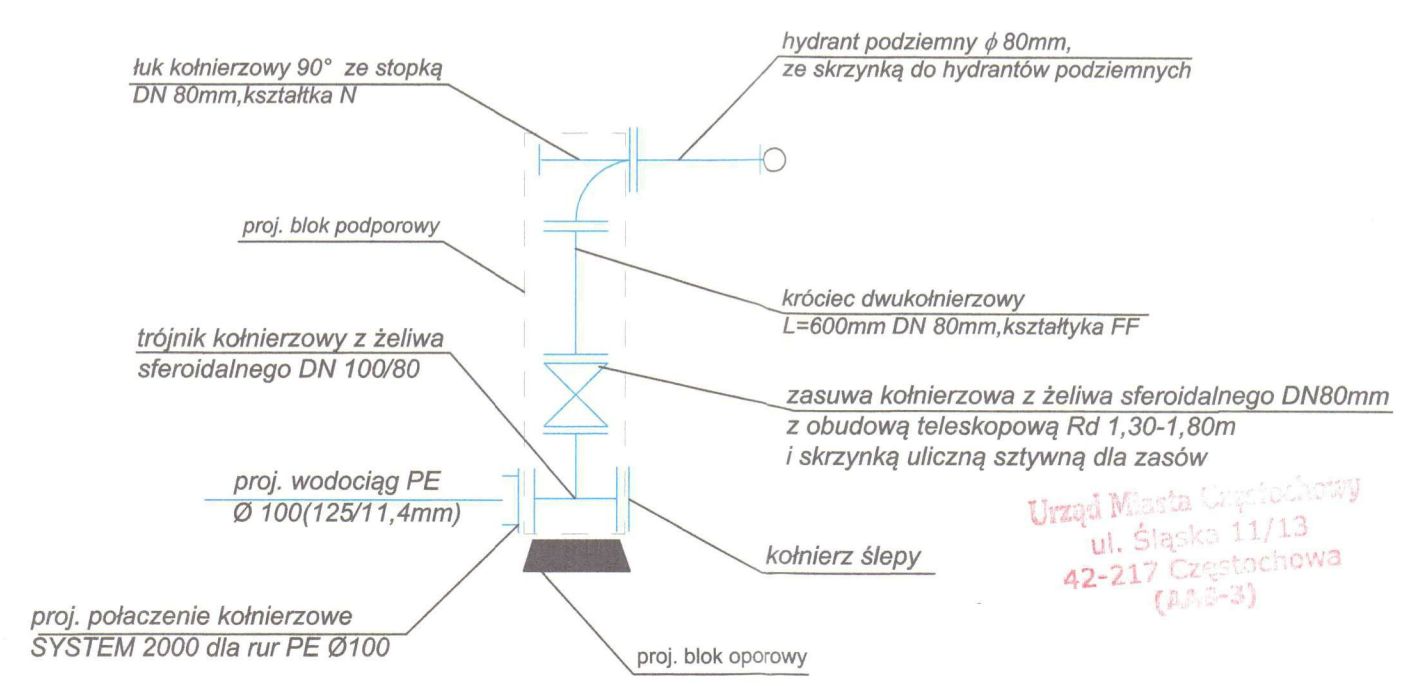 łuk kołnierzowy 90° ze stopką
DN 80mm,kształtka N
hydrant podziemny ϕ 80mm,
ze skrzynką do hydrantów podziemnych
proj. blok podporowy
króciec dwukołnierzowy
L=600mm DN 80mm,kształtyka FF
trójnik kołnierzowy z żeliwa
sferoidalnego DN 100/80
zasuwa kołnierzowa z żeliwa sferoidalnego DN80mm
z obudową teleskopową Rd 1,30-1,80m
i skrzynką uliczną sztywną dla zasów
proj. wodociąg PE
Ø 100(125/11,4mm)
Urząd Miasta Częstochowy
ul. Śląska 11/13
42-217 Częstochowa
kołnierz ślepy
proj. połaczenie kołnierzowe
SYSTEM 2000 dla rur PE Ø100
proj. blok oporowy